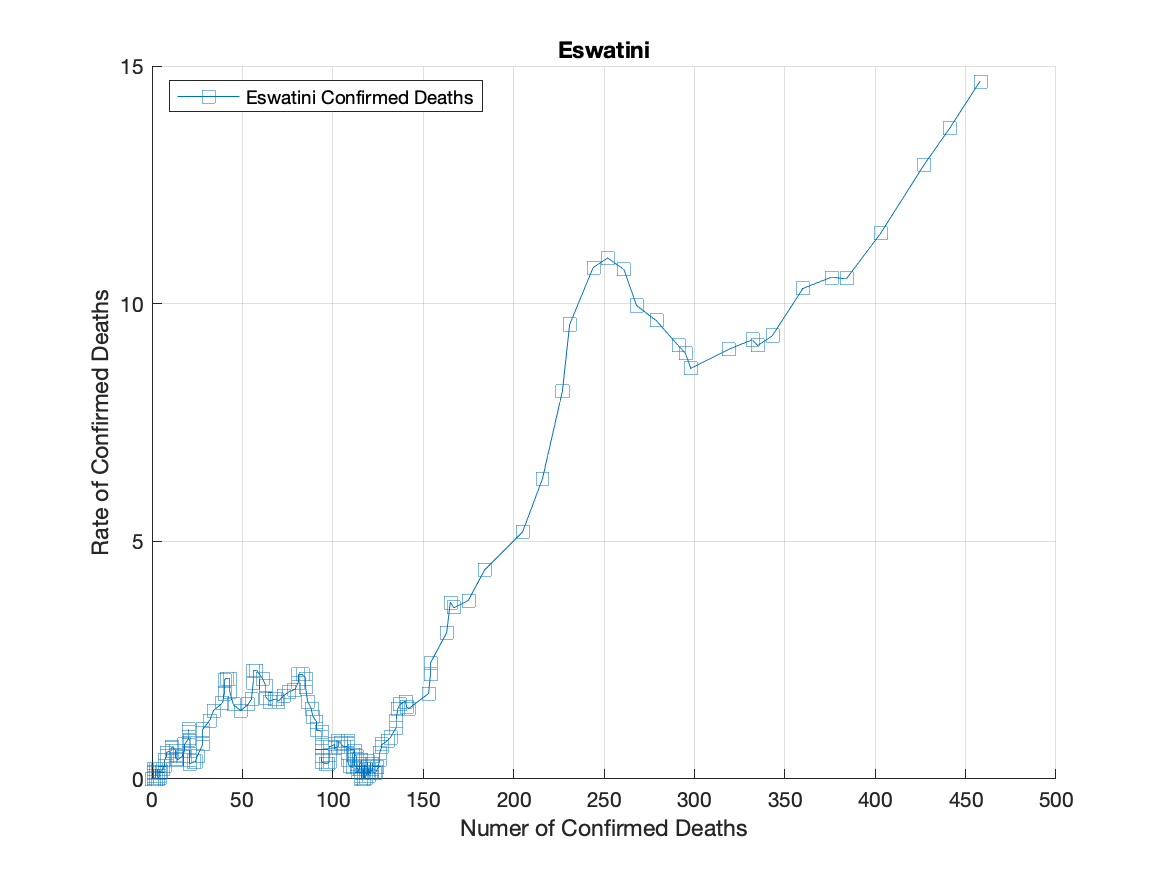 Eswatini
Eswatini Confirmed Deaths
15
10
5
0
Rate of Confirmed Deaths
0 50 100 150 200 250 300 350 400 450 500
Numer of Confirmed Deaths